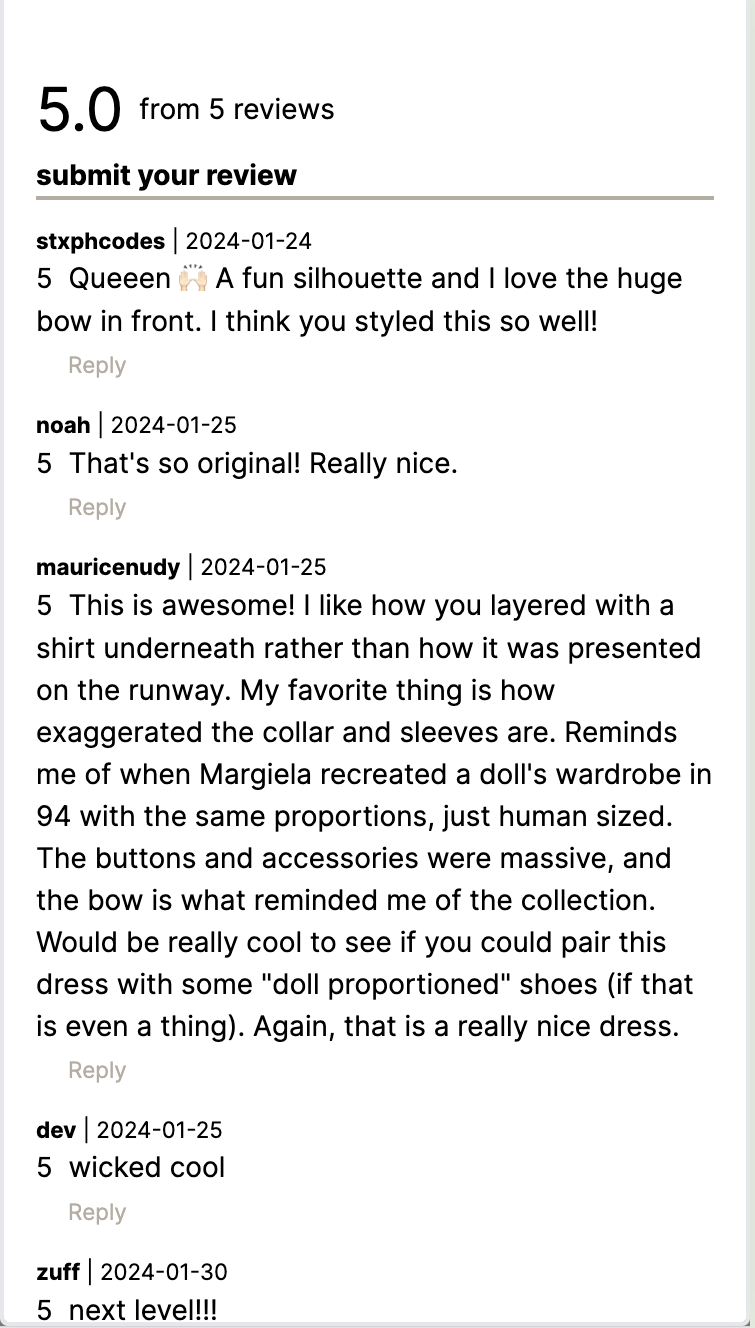 5.0 from 5 reviews
submit your review
stxphcodes | 2024-01-24
5 Queeen 🙌🏻 A fun silhouette and I love the huge
bow in front. I think you styled this so well!
Reply
noah | 2024-01-25
5 That's so original! Really nice.
Reply
mauricenudy | 2024-01-25
5 This is awesome! I like how you layered with a
shirt underneath rather than how it was presented
on the runway. My favorite thing is how
exaggerated the collar and sleeves are. Reminds
me of when Margiela recreated a doll's wardrobe in
94 with the same proportions, just human sized.
The buttons and accessories were massive, and
the bow is what reminded me of the collection.
Would be really cool to see if you could pair this
dress with some "doll proportioned" shoes (if that
is even a thing). Again, that is a really nice dress.
Reply
dev | 2024-01-25
5 wicked cool
Reply
zuff | 2024-01-30
5 next level!!!